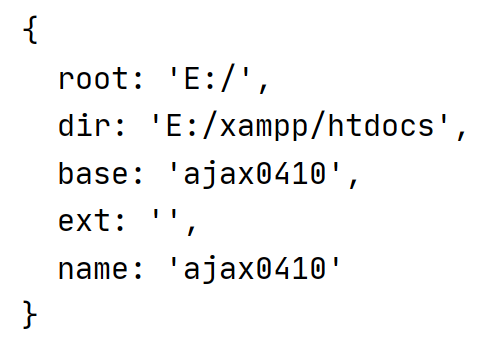 {
  root: 'E:/',
  dir: 'E:/xampp/htdocs',
  base: 'ajax0410',
  ext: '',
  name: 'ajax0410'
}